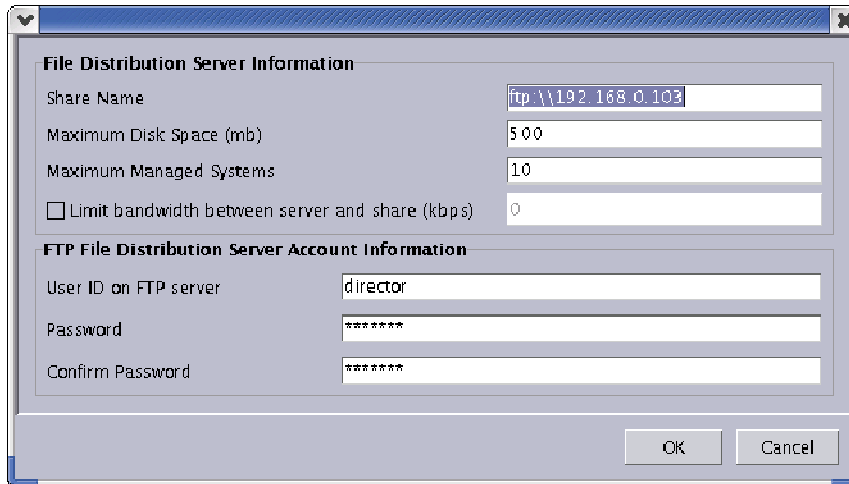 File Distribution Server Information
Share Name ftp:\\192.168.0.103
Maximum Disk Space (mb) 500
Maximum Managed Systems 10
Limit bandwidth between server and share (kbps) 0
FTP File Distribution Server Account Information
User ID on FTP server director
Password *******
Confirm Password *******
OK Cancel